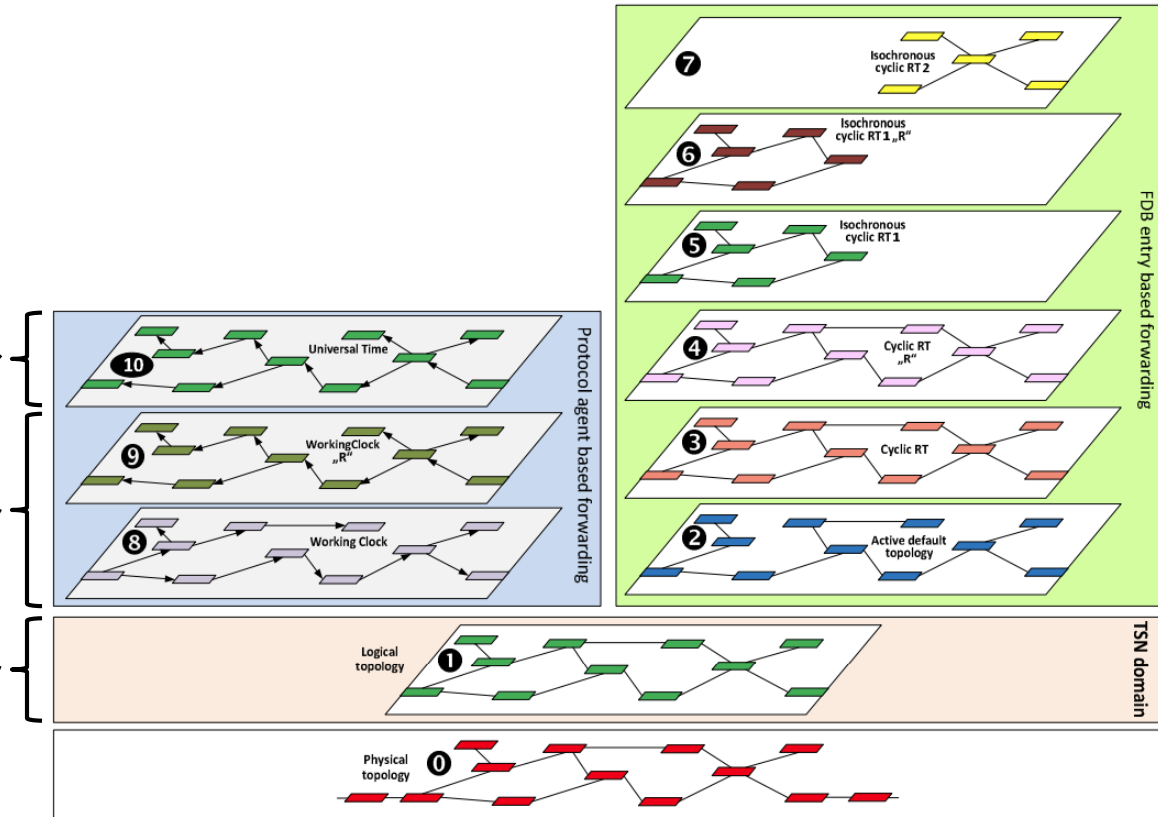 7
Isochronous
cyclic RT 2
6
Isochronous
cyclic RT 1 „R“
5
Isochronous
cyclic RT 1
4
Cyclic RT
„R“
3
Cyclic RT
2
Active default
topology
FDB entry based forwarding
10
Universal Time
9
WorkingClock
„R“
8
Working Clock
Protocol agent based forwarding
Logical
topology
1
TSN domain
Physical
topology
0